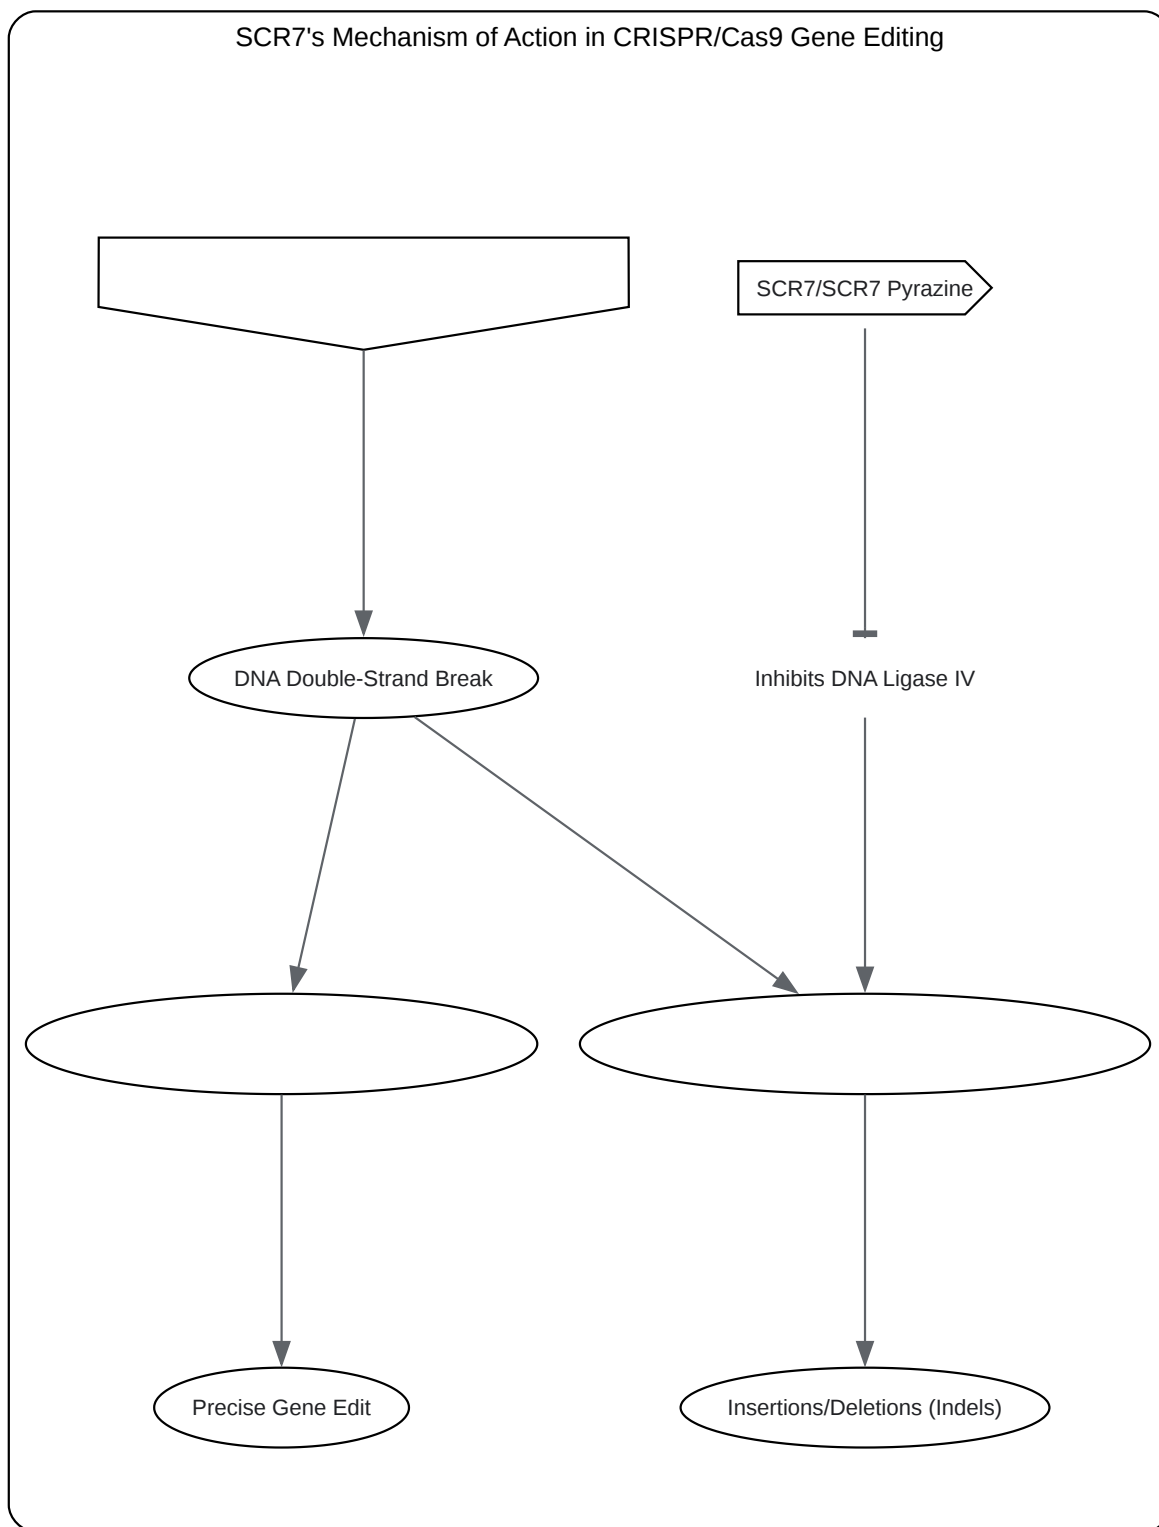 SCR7's Mechanism of Action in CRISPR/Cas9 Gene Editing
SCR7/SCR7 Pyrazine
DNA Double-Strand Break
Inhibits DNA Ligase IV
Precise Gene Edit
Insertions/Deletions (Indels)